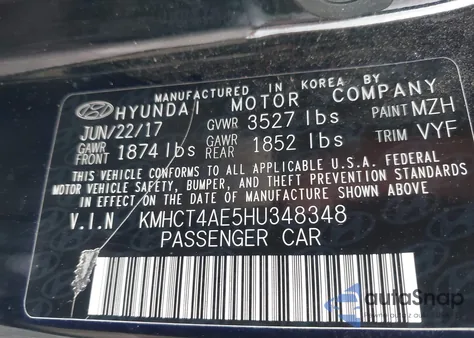 MANUFACTURED IN KOREA BY
HYUNDAI MOTOR COMPANY
JUN/22/17 GVWR 3527 lbs PAINT MZH
GAWR FRONT 1874 lbs GAWR REAR 1852 lbs TRIM VYF
THIS VEHICLE CONFORMS TO ALL APPLICABLE U.S.A. FEDERAL
MOTOR VEHICLE SAFETY, BUMPER, AND THEFT PREVENTION STANDARDS
IN EFFECT ON THE DATE OF MANUFACTURE SHOWN ABOVE.
V.I.N KMHCT4AE5HU348348
PASSENGER CAR
autoSnap